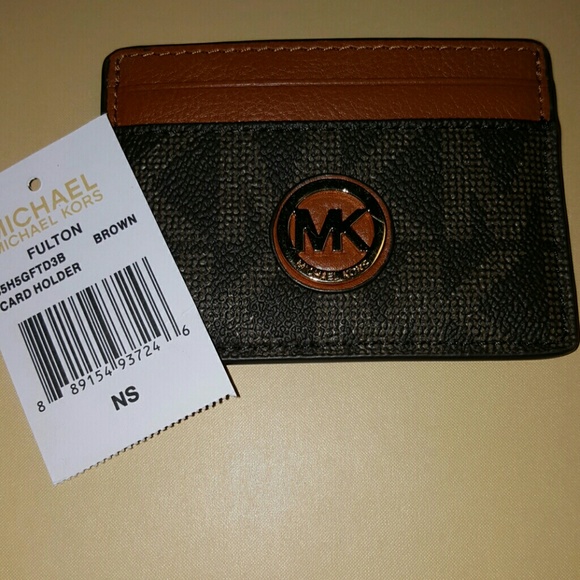 MICHAEL
MICHAEL KORS
FULTON
5H5GFTD3B BROWN
CARD HOLDER
8 89154 93724 6
NS
MK
MICHAEL KORS